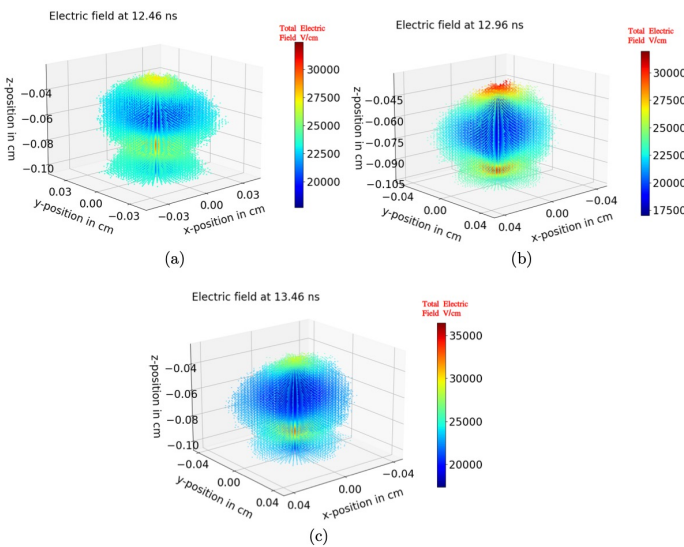 Electric field at 12.46 ns
Total Electric
Field V/cm
z-position in cm
−0.04
−0.06
−0.08
−0.10
0.03
0.00
−0.03
y-position in cm
−0.03
0.00
0.03
x-position in cm
30000
27500
25000
22500
20000
(a)
Electric field at 12.96 ns
Total Electric
Field V/cm
z-position in cm
−0.045
−0.060
−0.075
−0.090
−0.105
−0.04
0.00
0.04
y-position in cm
0.04
0.00
−0.04
x-position in cm
30000
27500
25000
22500
20000
17500
(b)
Electric field at 13.46 ns
Total Electric
Field V/cm
z-position in cm
−0.04
−0.06
−0.08
−0.10
−0.04
0.00
0.04
y-position in cm
0.04
0.00
−0.04
x-position in cm
35000
30000
25000
20000
(c)